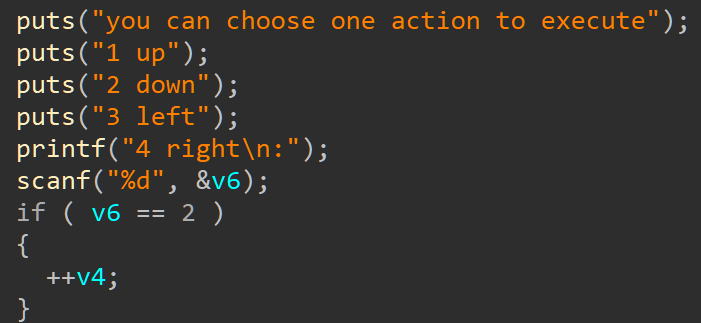 puts("you can choose one action to execute");
puts("1 up");
puts("2 down");
puts("3 left");
printf("4 right\n:");
scanf("%d", &v6);
if ( v6 == 2 )
{
  ++v4;
}